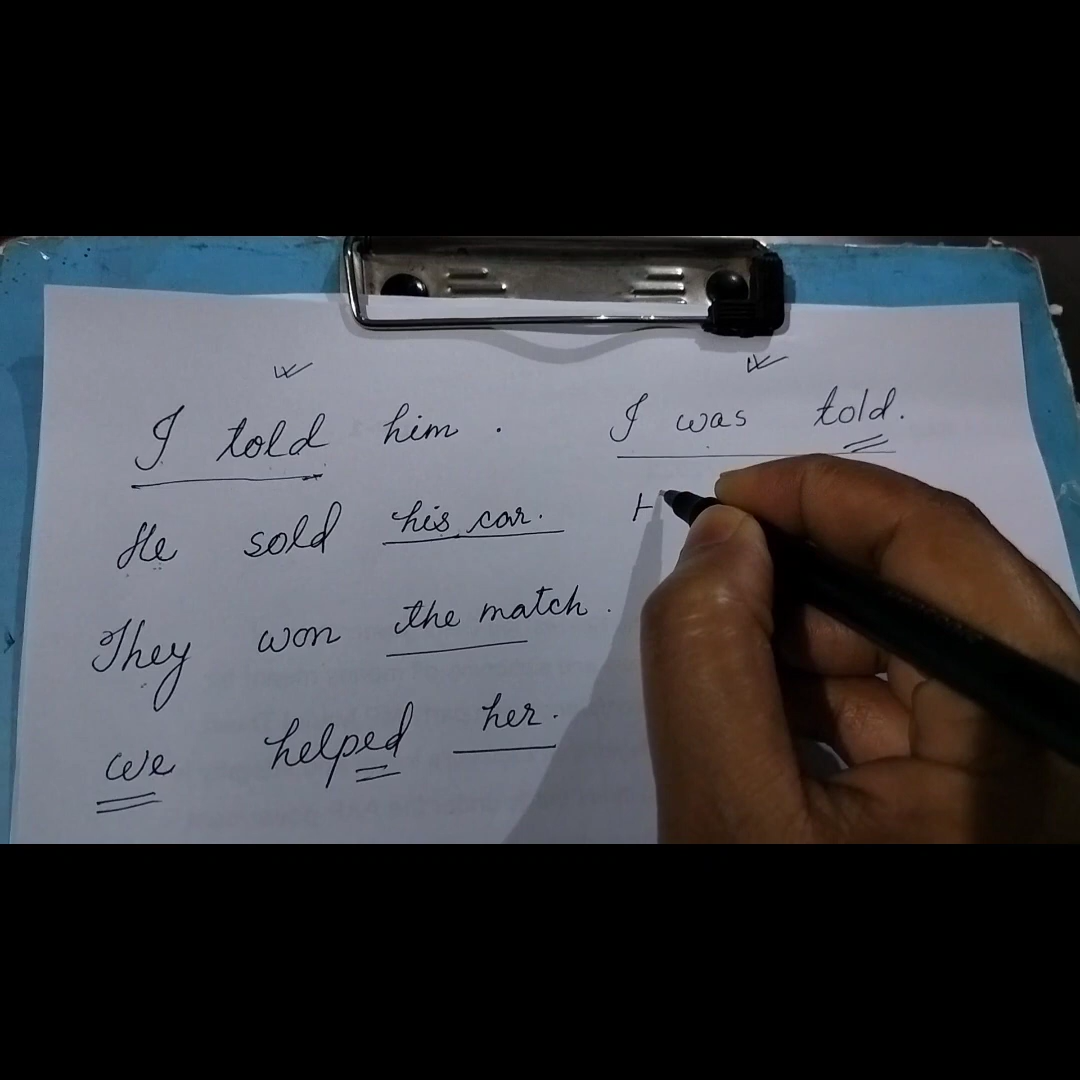 I told him. I was told.
He sold his car. H
They won the match.
we helped her.